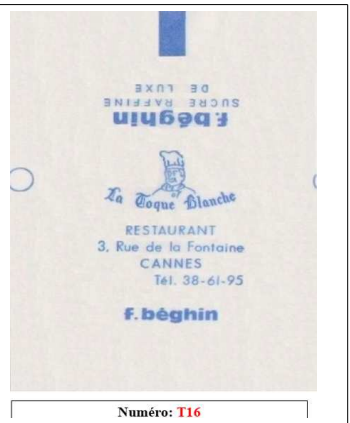 f.béghin
SUCRE RAFFINE
DE LUXE
La Toque Blanche
RESTAURANT
3, Rue de la Fontaine
CANNES
Tél. 38-61-95
f.béghin
Numéro: T16